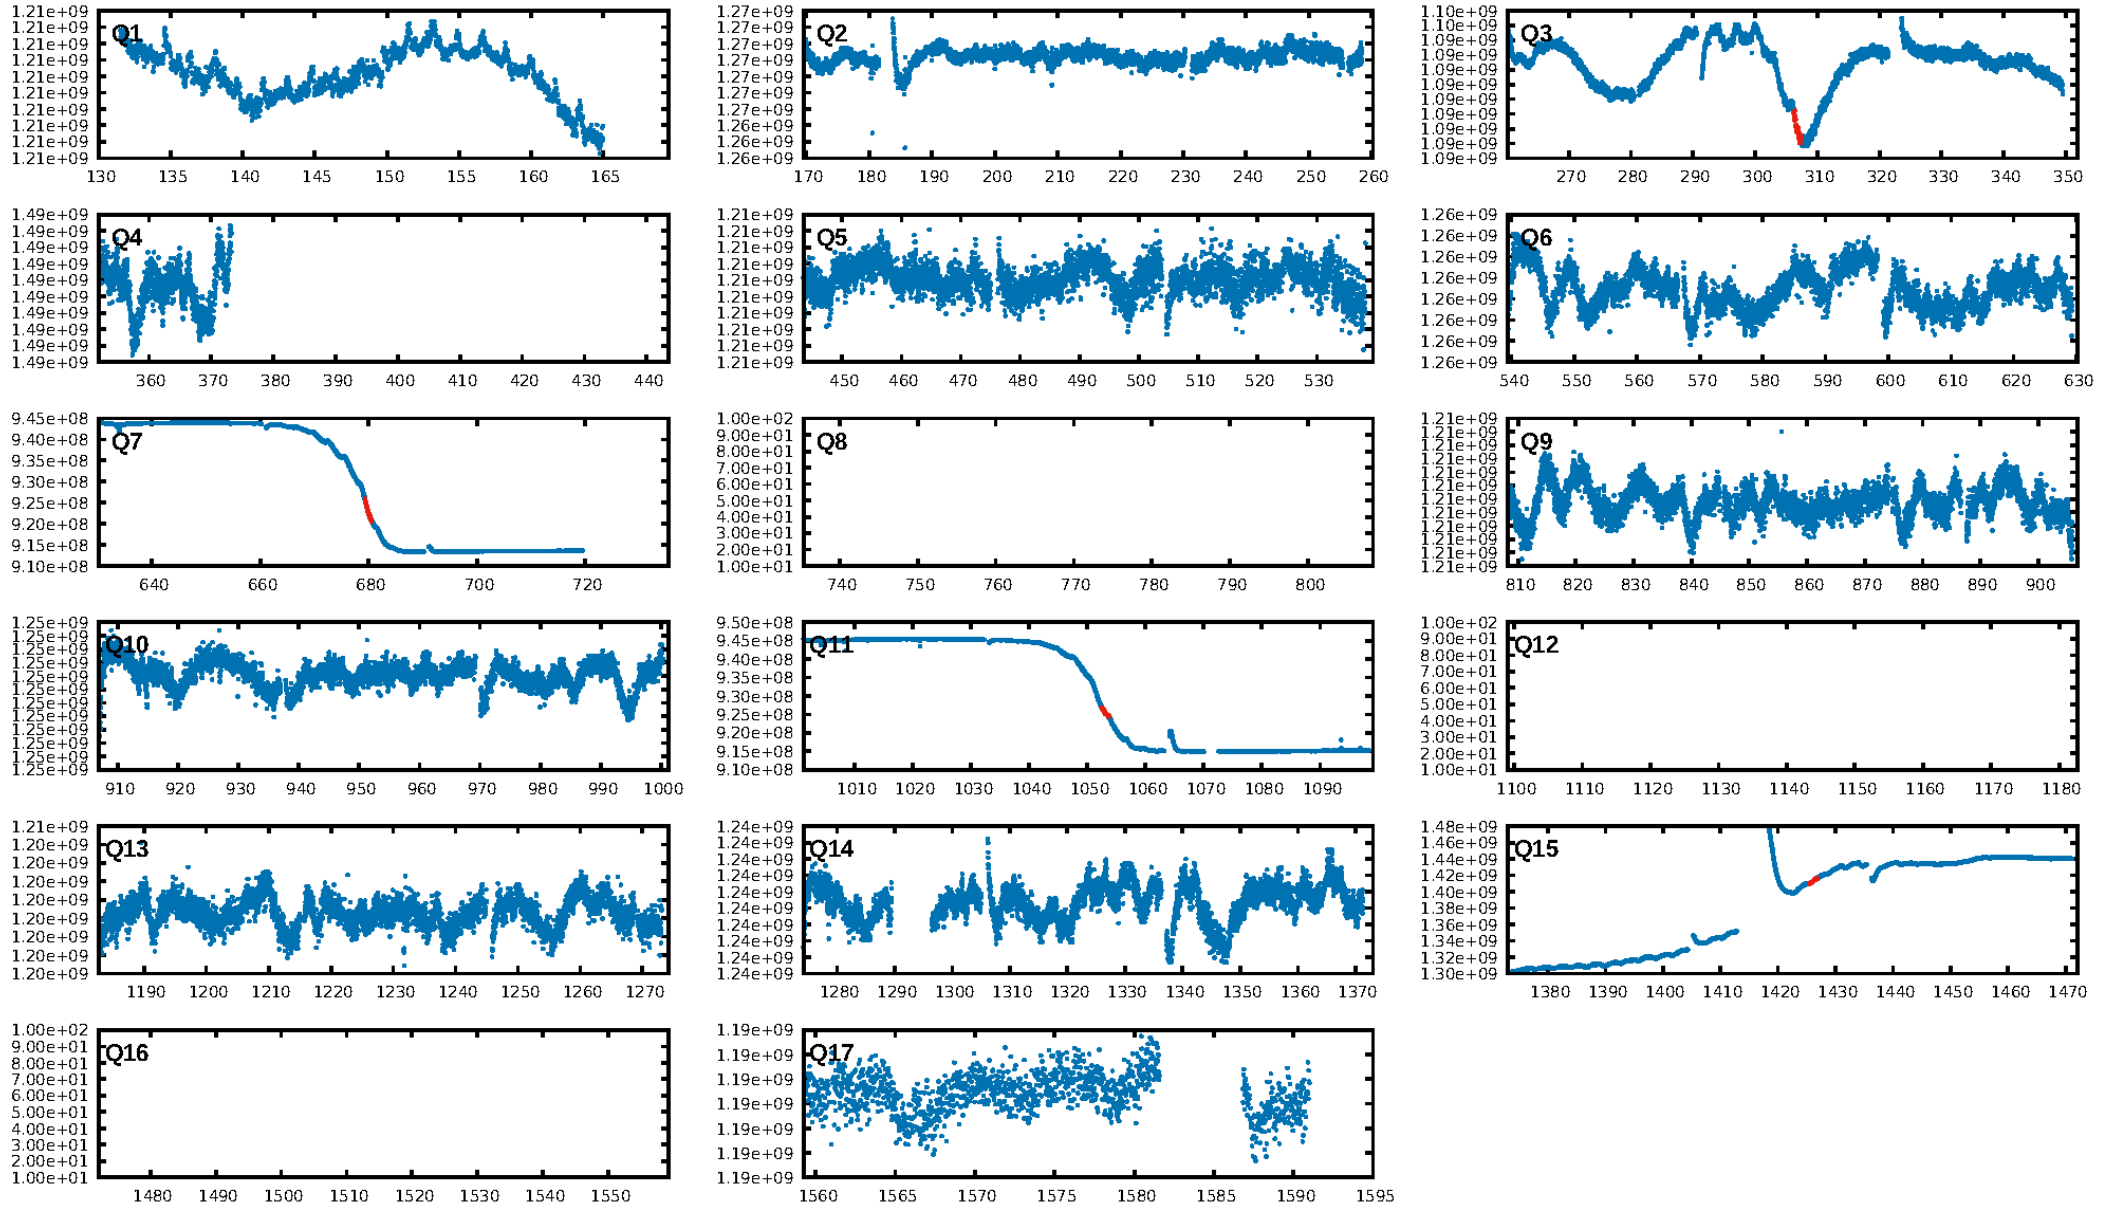 1.21e+09 1.21e+09 1.21e+09 1.21e+09 1.21e+09 1.21e+09 1.21e+09 1.21e+09 1.21e+09 1.21e+09
Q1
130 135 140 145 150 155 160 165
1.27e+09 1.27e+09 1.27e+09 1.27e+09 1.27e+09 1.27e+09 1.26e+09 1.26e+09
Q2
170 180 190 200 210 220 230 240 250 260
1.10e+09 1.09e+09 1.09e+09 1.09e+09 1.09e+09 1.09e+09 1.09e+09 1.09e+09 1.09e+09 1.09e+09 1.09e+09
Q3
270 280 290 300 310 320 330 340 350
1.49e+09 1.49e+09 1.49e+09 1.49e+09 1.49e+09 1.49e+09 1.49e+09 1.49e+09 1.49e+09 1.49e+09
Q4
360 370 380 390 400 410 420 430 440
1.21e+09 1.21e+09 1.21e+09 1.21e+09 1.21e+09 1.21e+09 1.21e+09 1.21e+09 1.21e+09 1.21e+09
Q5
450 460 470 480 490 500 510 520 530
1.26e+09 1.26e+09 1.26e+09 1.26e+09 1.26e+09 1.26e+09 1.26e+09 1.26e+09
Q6
540 550 560 570 580 590 600 610 620 630
9.45e+08 9.40e+08 9.35e+08 9.30e+08 9.25e+08 9.20e+08 9.15e+08 9.10e+08
Q7
640 660 680 700 720
1.00e+02 9.00e+01 8.00e+01 7.00e+01 6.00e+01 5.00e+01 4.00e+01 3.00e+01 2.00e+01 1.00e+01
Q8
740 750 760 770 780 790 800
1.21e+09 1.21e+09 1.21e+09 1.21e+09 1.21e+09 1.21e+09 1.21e+09 1.21e+09 1.21e+09 1.21e+09 1.21e+09 1.21e+09
Q9
810 820 830 840 850 860 870 880 890 900
1.25e+09 1.25e+09 1.25e+09 1.25e+09 1.25e+09 1.25e+09 1.25e+09 1.25e+09 1.25e+09 1.25e+09 1.25e+09 1.25e+09
Q10
910 920 930 940 950 960 970 980 990 1000
9.50e+08 9.45e+08 9.40e+08 9.35e+08 9.30e+08 9.25e+08 9.20e+08 9.15e+08 9.10e+08
Q11
1010 1020 1030 1040 1050 1060 1070 1080 1090
1.00e+02 9.00e+01 8.00e+01 7.00e+01 6.00e+01 5.00e+01 4.00e+01 3.00e+01 2.00e+01 1.00e+01
Q12
1100 1110 1120 1130 1140 1150 1160 1170 1180
1.21e+09 1.20e+09 1.20e+09 1.20e+09 1.20e+09 1.20e+09 1.20e+09 1.20e+09 1.20e+09
Q13
1190 1200 1210 1220 1230 1240 1250 1260 1270
1.24e+09 1.24e+09 1.24e+09 1.24e+09 1.24e+09 1.24e+09 1.24e+09 1.24e+09 1.24e+09 1.24e+09
Q14
1280 1290 1300 1310 1320 1330 1340 1350 1360 1370
1.48e+09 1.46e+09 1.44e+09 1.42e+09 1.40e+09 1.38e+09 1.36e+09 1.34e+09 1.32e+09 1.30e+09
Q15
1380 1390 1400 1410 1420 1430 1440 1450 1460 1470
1.00e+02 9.00e+01 8.00e+01 7.00e+01 6.00e+01 5.00e+01 4.00e+01 3.00e+01 2.00e+01 1.00e+01
Q16
1480 1490 1500 1510 1520 1530 1540 1550
1.19e+09 1.19e+09 1.19e+09 1.19e+09 1.19e+09 1.19e+09 1.19e+09
Q17
1560 1565 1570 1575 1580 1585 1590 1595